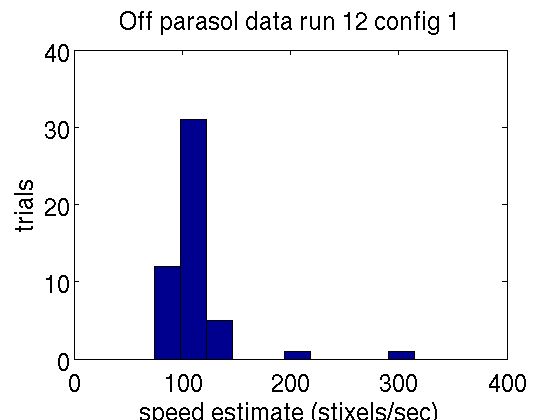 Off parasol data run 12 config 1
40
30
20
10
0
trials
0 100 200 300 400
speed estimate (stixels/sec)